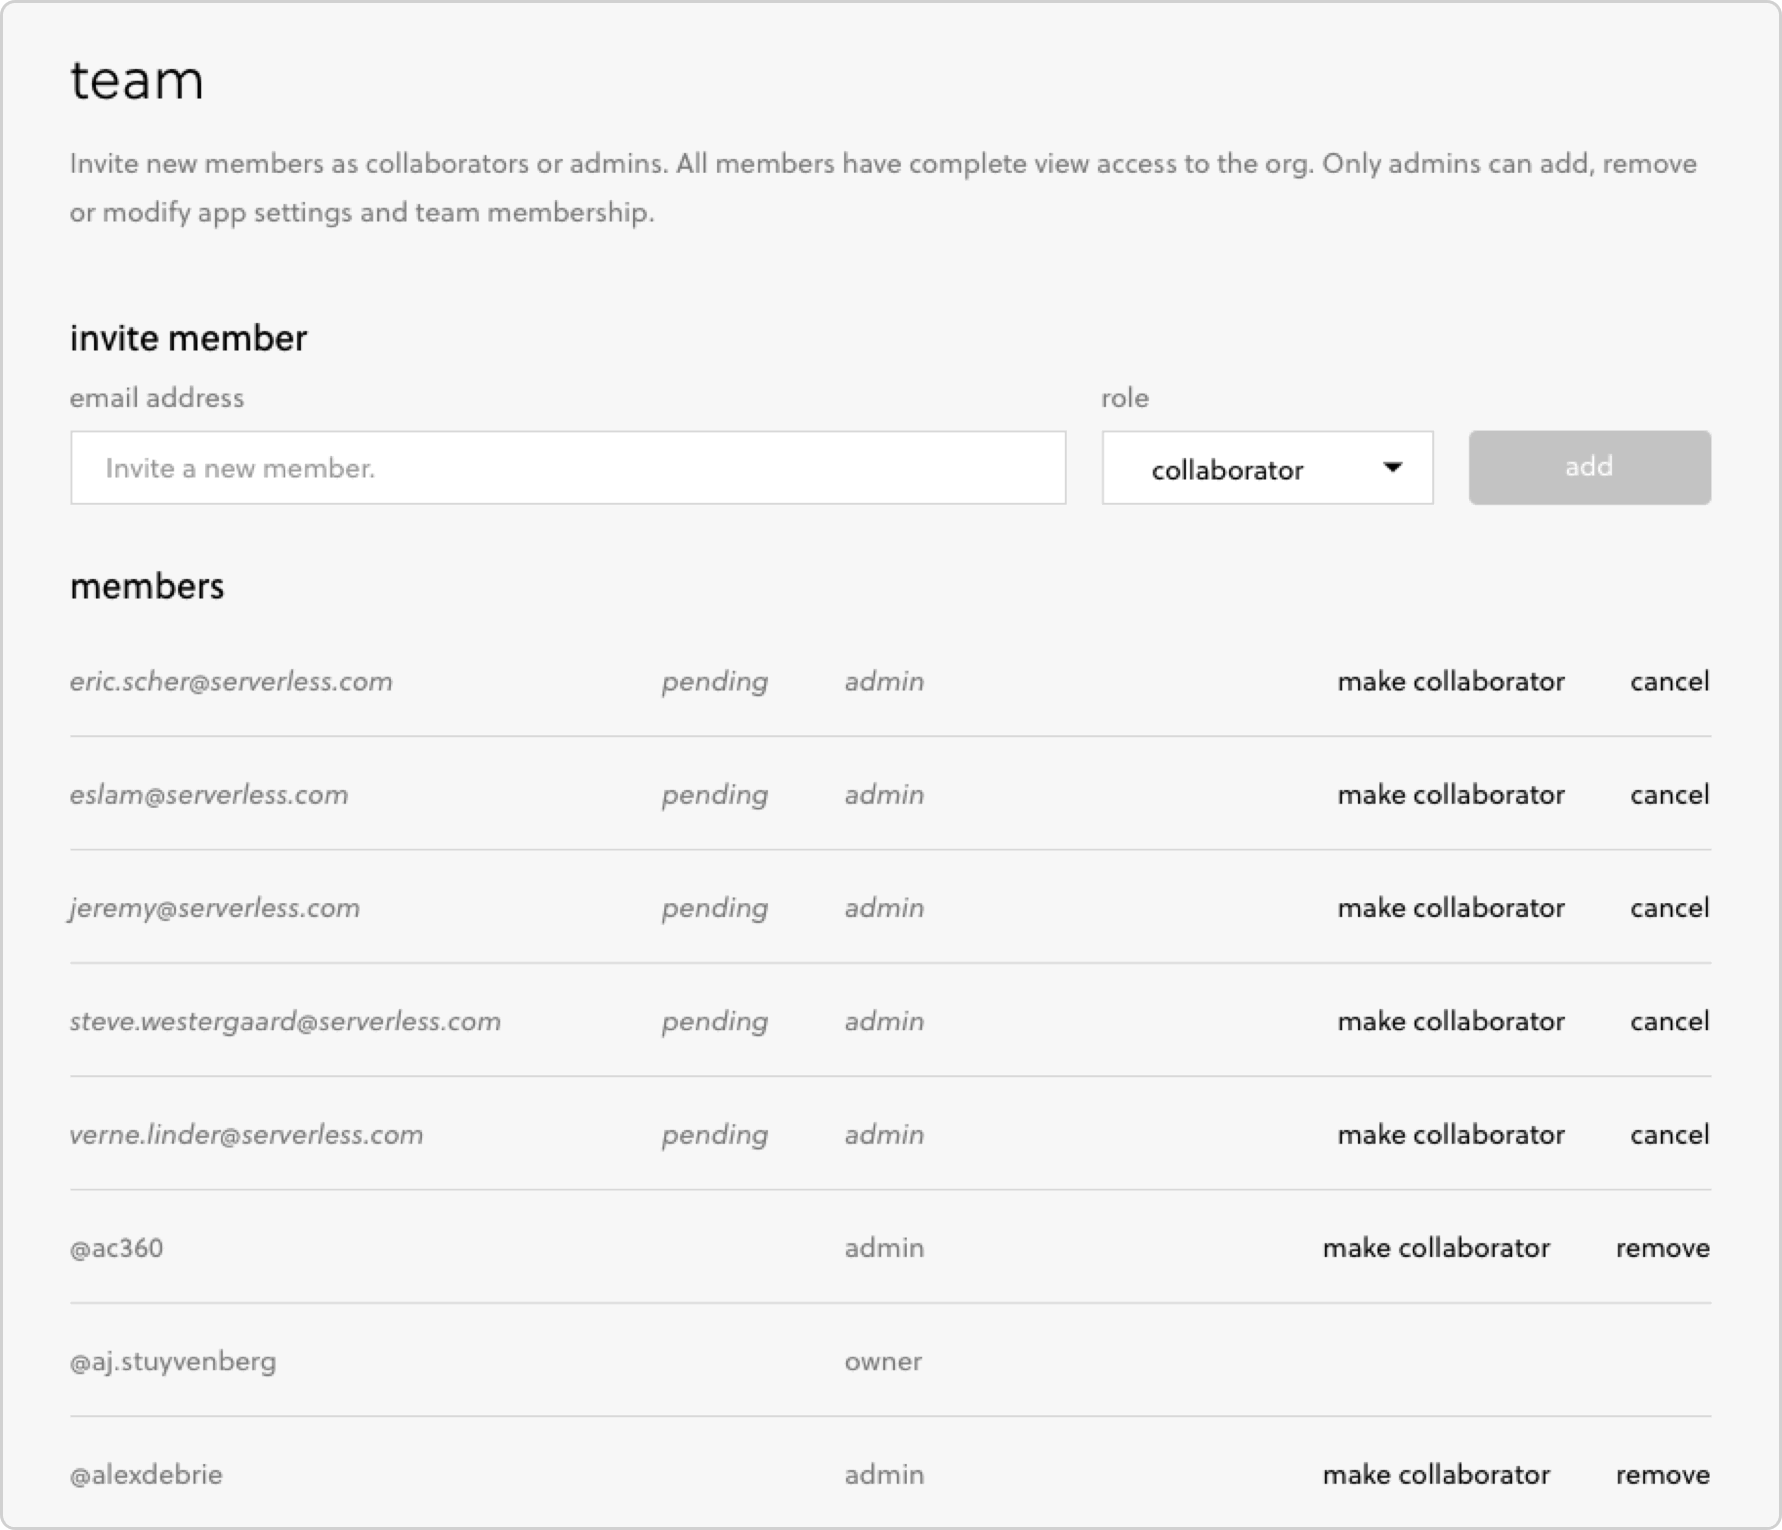 team
Invite new members as collaborators or admins. All members have complete view access to the org. Only admins can add, remove
or modify app settings and team membership.
invite member
email address role
Invite a new member. collaborator add
members
eric.scher@serverless.com pending admin make collaborator cancel
eslam@serverless.com pending admin make collaborator cancel
jeremy@serverless.com pending admin make collaborator cancel
steve.westergaard@serverless.com pending admin make collaborator cancel
verne.linder@serverless.com pending admin make collaborator cancel
@ac360 admin make collaborator remove
@aj.stuyvenberg owner
@alexdebrie admin make collaborator remove